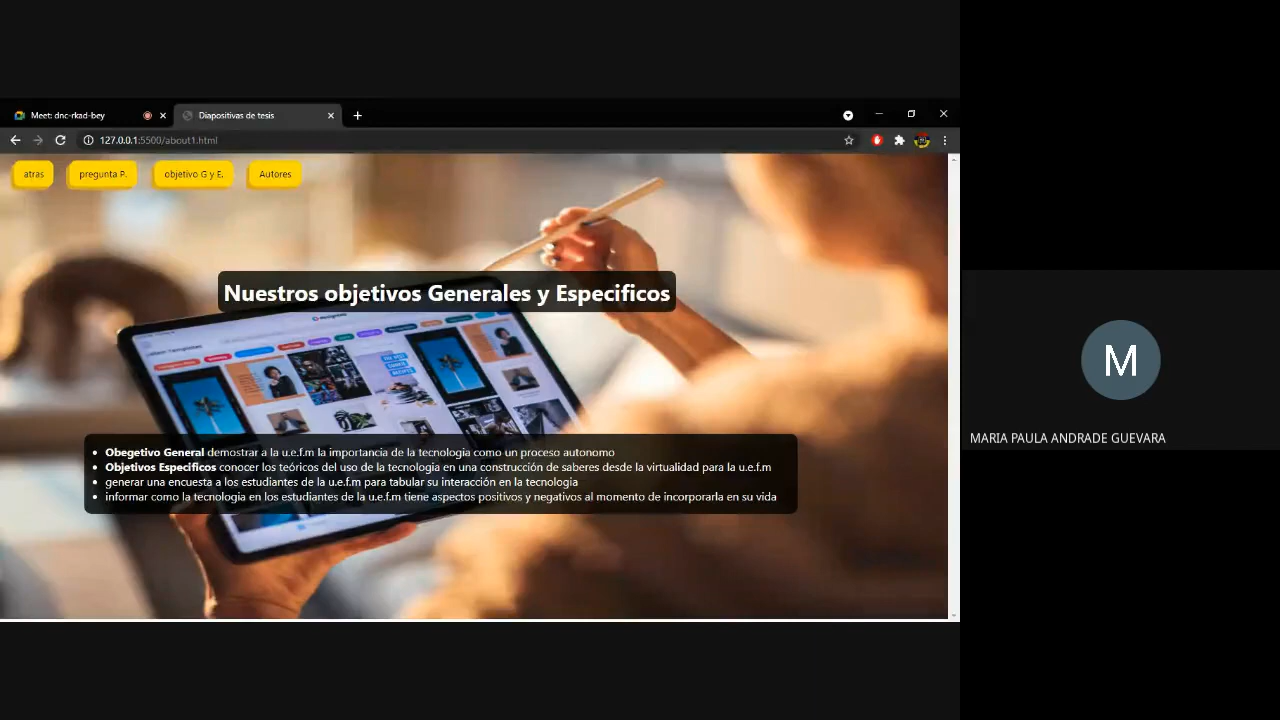 Meet: dnc-rkad-bey
Diapositivas de tesis
127.0.0.1:5500/about1.html
atras
pregunta P.
objetivo G y E.
Autores
Nuestros objetivos Generales y Especificos
Obegetivo General demostrar a la u.e.f.m la importancia de la tecnologia como un proceso autonomo
Objetivos Especificos conocer los teóricos del uso de la tecnologia en una construcción de saberes desde la virtualidad para la u.e.f.m
generar una encuesta a los estudiantes de la u.e.f.m para tabular su interacción en la tecnología
informar como la tecnologia en los estudiantes de la u.e.f.m tiene aspectos positivos y negativos al momento de incorporarla en su vida
M
MARIA PAULA ANDRADE GUEVARA